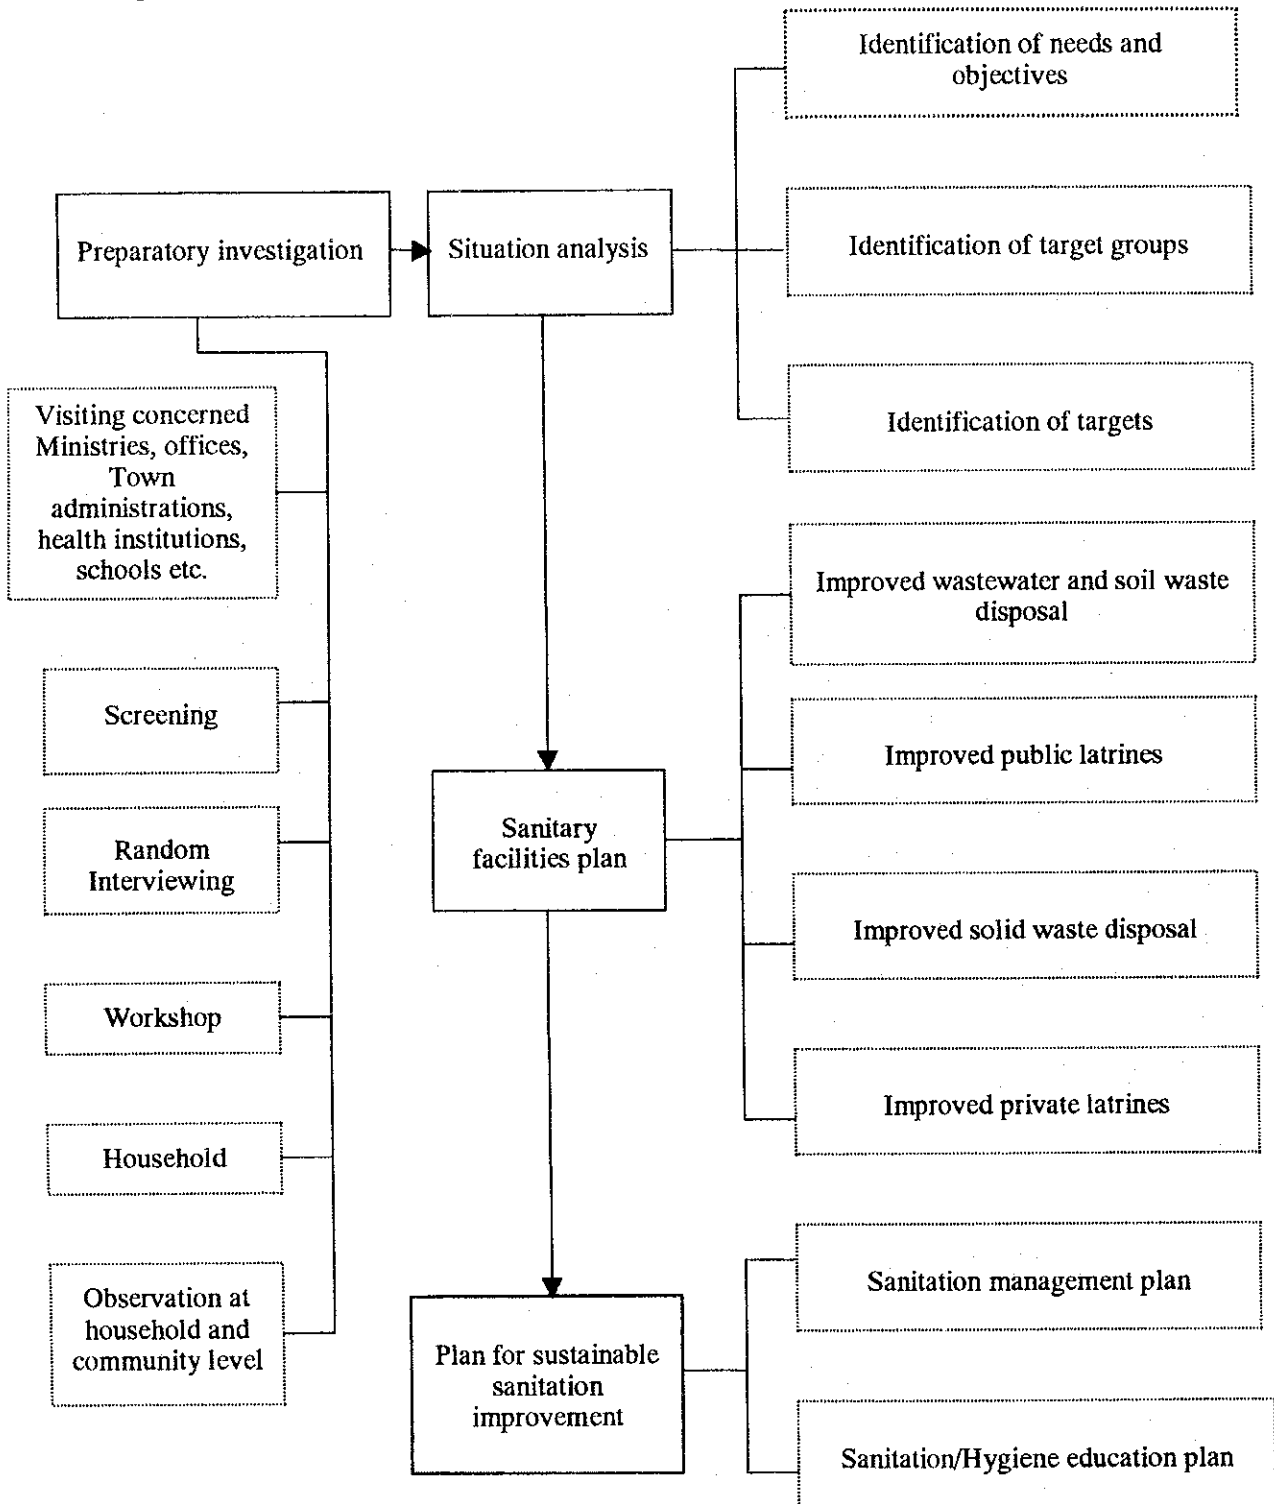 Identification of needs and
objectives
Preparatory investigation
Situation analysis
Identification of target groups
Identification of targets
Visiting concerned
Ministries, offices,
Town
administrations,
health institutions,
schools etc.
Screening
Random
Interviewing
Workshop
Household
Observation at
household and
community level
Sanitary
facilities plan
Improved wastewater and soil waste
disposal
Improved public latrines
Improved solid waste disposal
Improved private latrines
Plan for sustainable
sanitation
improvement
Sanitation management plan
Sanitation/Hygiene education plan